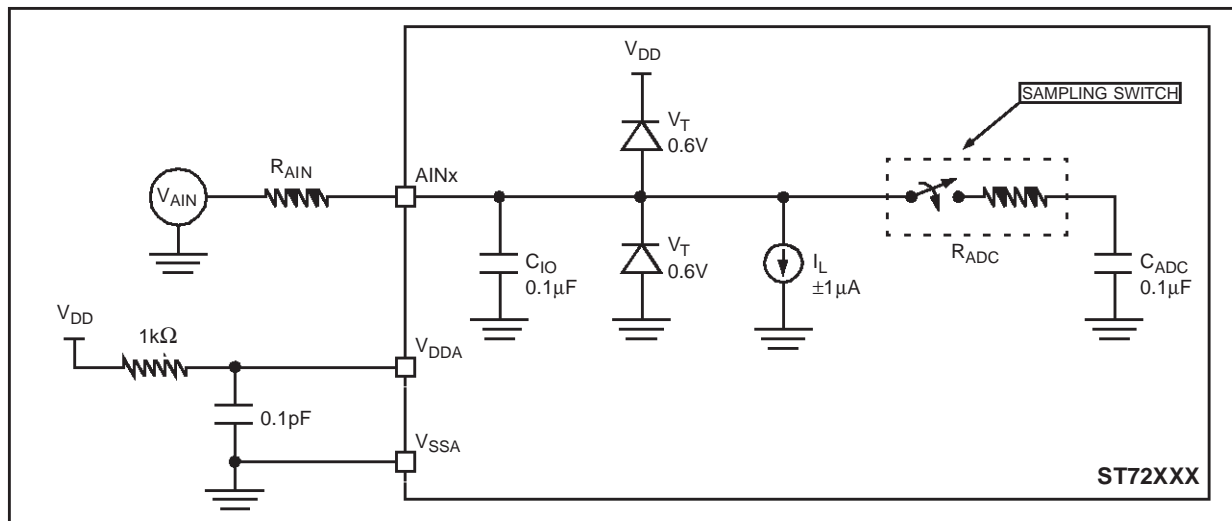 V_DD
SAMPLING SWITCH
V_T
0.6V
R_AIN
AINx
V_AIN
R_ADC
C_IO
0.1µF
V_T
0.6V
I_L
±1µA
C_ADC
0.1µF
V_DD
1kΩ
V_DDA
0.1pF
V_SSA
ST72XXX